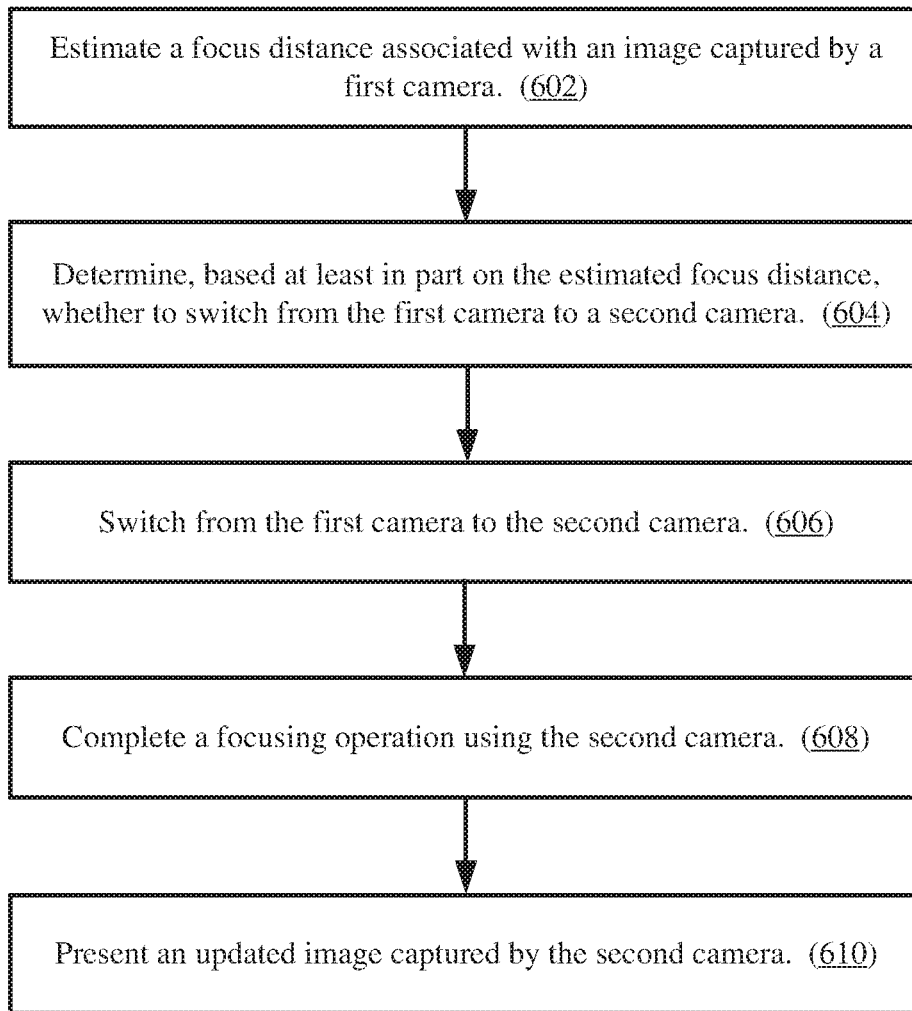 Estimate a focus distance associated with an image captured by a
first camera. (602)
Determine, based at least in part on the estimated focus distance,
whether to switch from the first camera to a second camera. (604)
Switch from the first camera to the second camera. (606)
Complete a focusing operation using the second camera. (608)
Present an updated image captured by the second camera. (610)